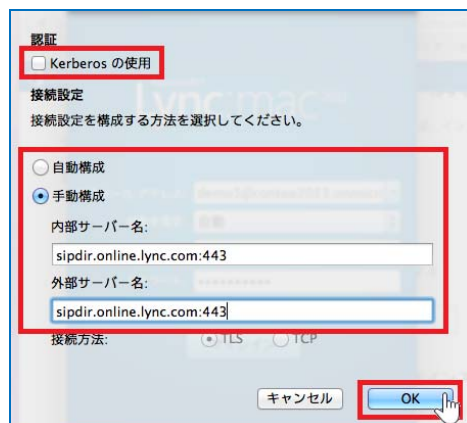 認証
Kerberos の使用
接続設定
接続設定を構成する方法を選択してください。
自動構成
手動構成
内部サーバー名:
sipdir.online.lync.com:443
外部サーバー名:
sipdir.online.lync.com:443
接続方法: TLS TCP
キャンセル OK